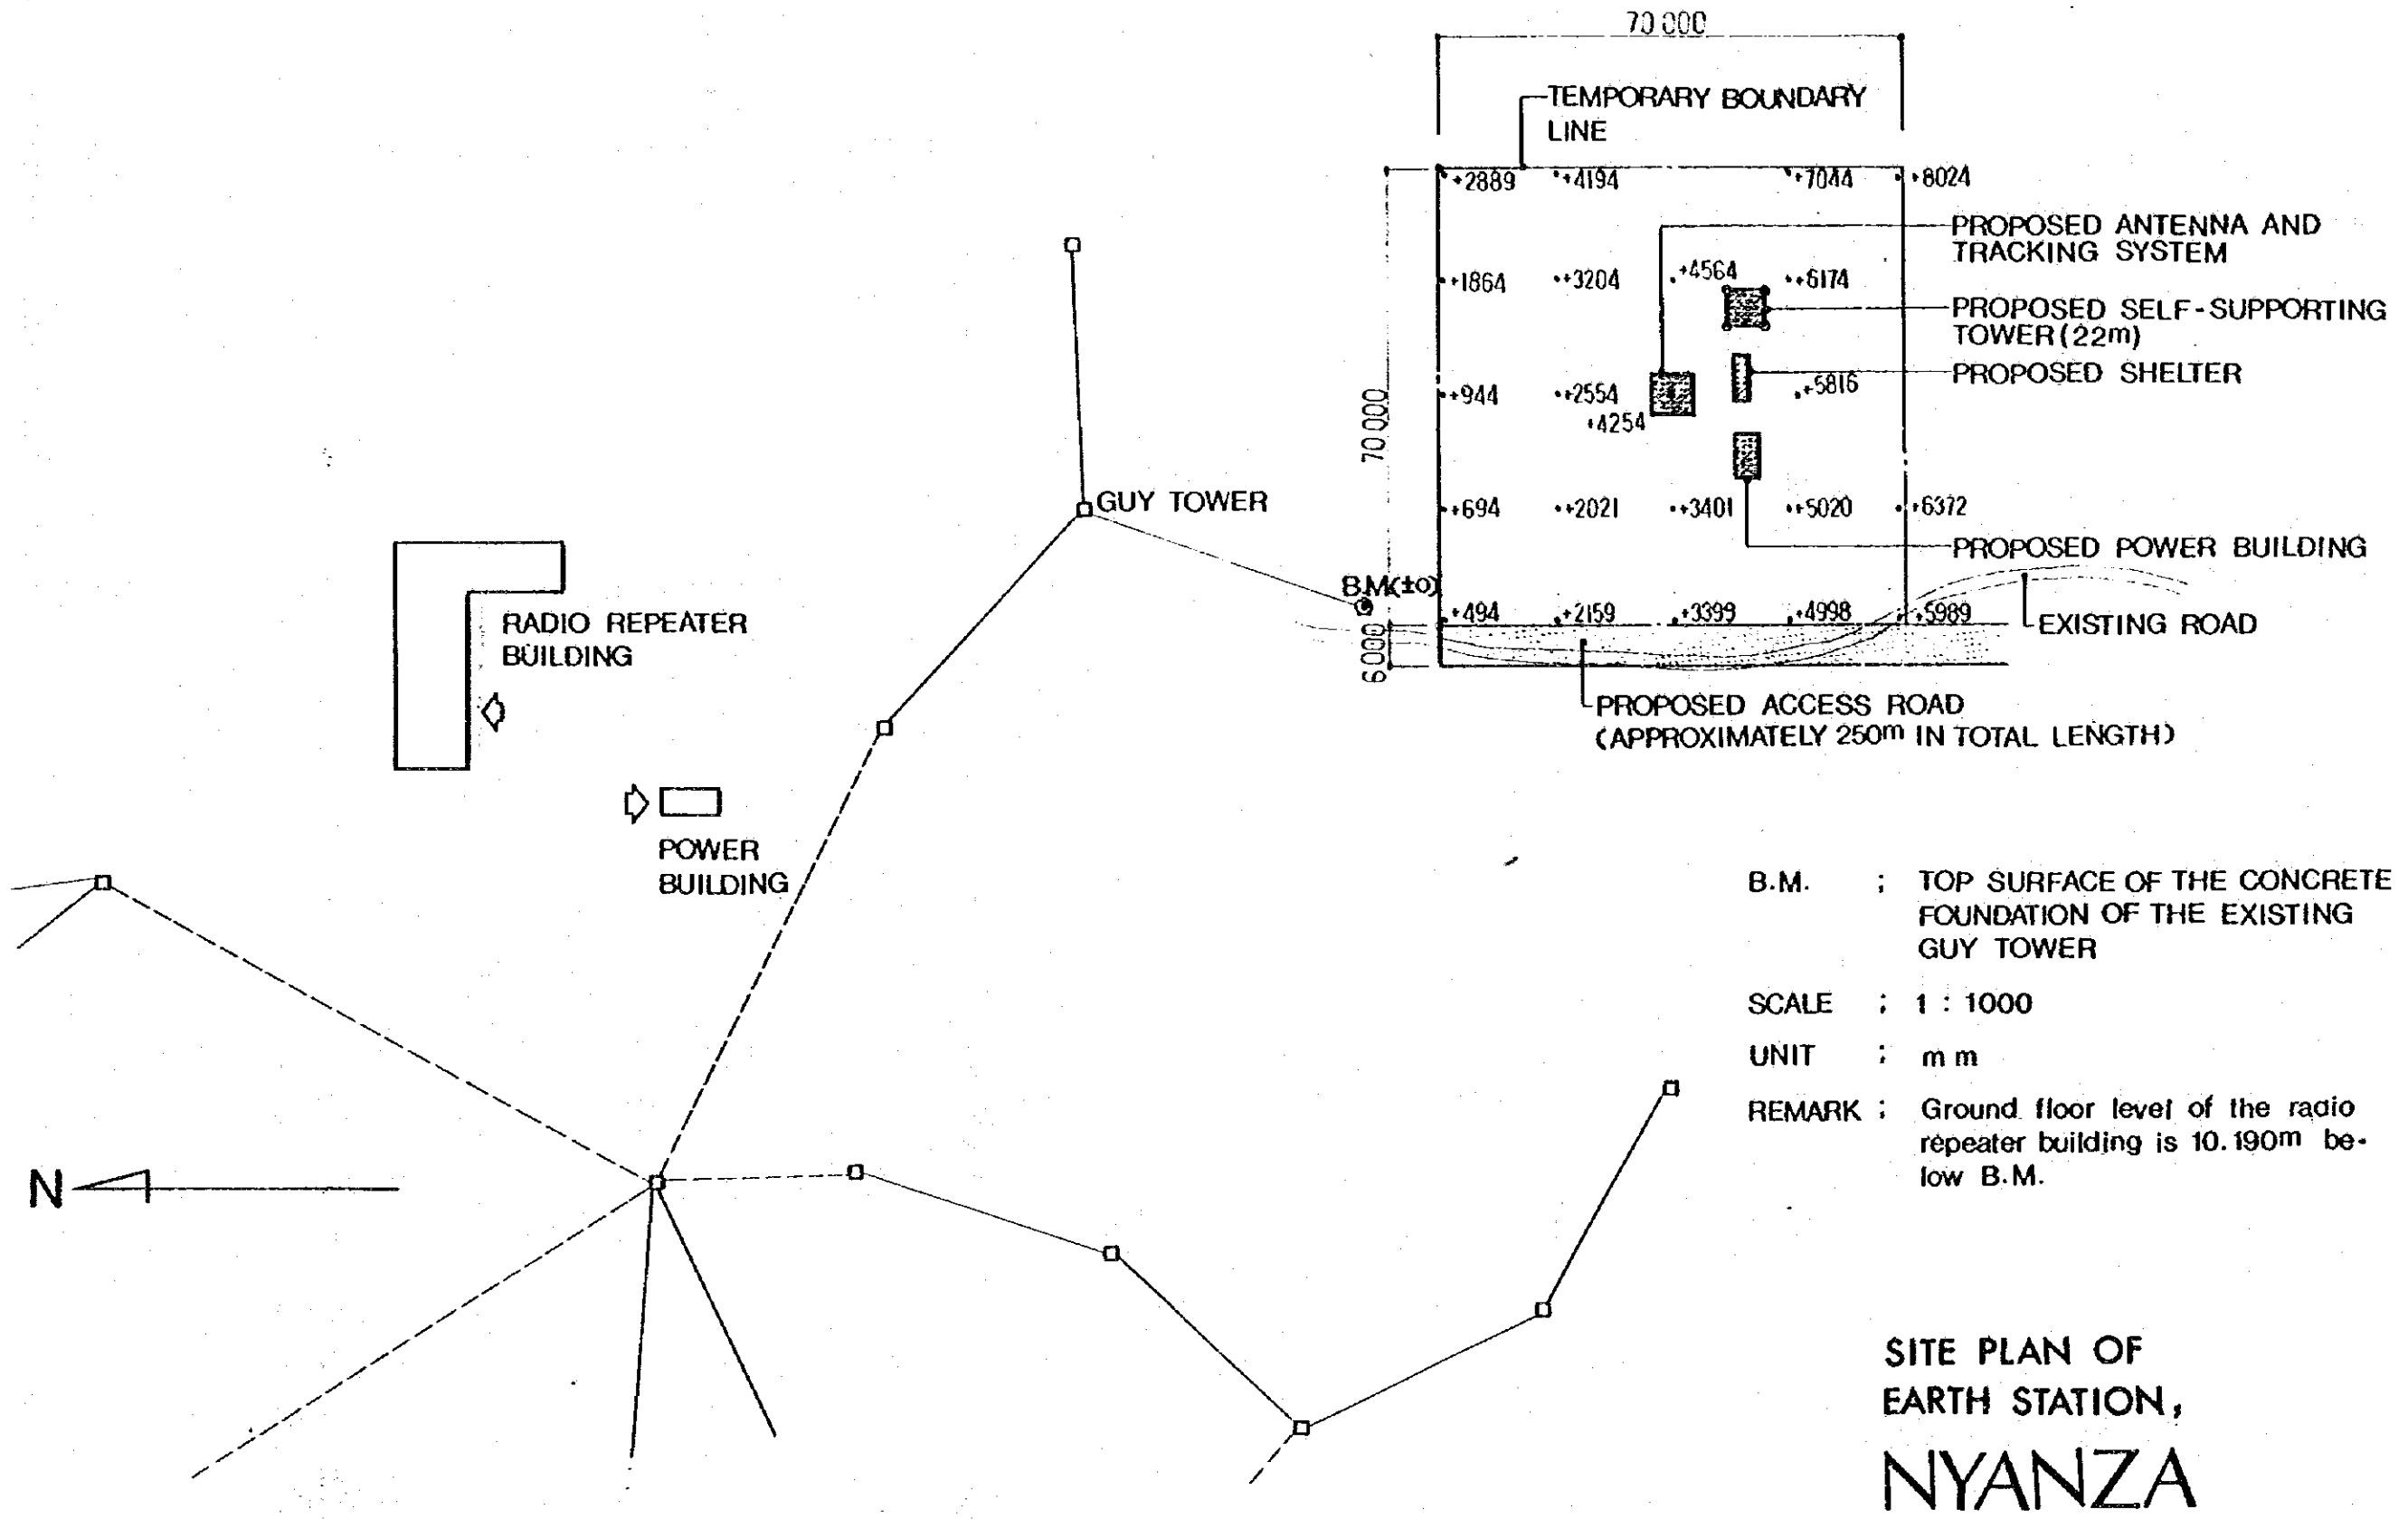 70 000
TEMPORARY BOUNDARY
LINE
+2889 +4194 +7044 +8024
PROPOSED ANTENNA AND
TRACKING SYSTEM
+1864 +3204 +4564 +6174
PROPOSED SELF-SUPPORTING
TOWER (22m)
PROPOSED SHELTER
+944 +2554 +5816
+4254
70 000
GUY TOWER
+694 +2021 +3401 +5020 +6372
PROPOSED POWER BUILDING
B.M.(±0)
+494 +2159 +3399 +4998 +5989
EXISTING ROAD
6 000
RADIO REPEATER
BUILDING
PROPOSED ACCESS ROAD
(APPROXIMATELY 250m IN TOTAL LENGTH)
POWER
BUILDING
B.M. ; TOP SURFACE OF THE CONCRETE
FOUNDATION OF THE EXISTING
GUY TOWER
SCALE ; 1 : 1000
UNIT ; mm
REMARK ; Ground floor level of the radio
repeater building is 10.190m be-
low B.M.
N
SITE PLAN OF
EARTH STATION,
NYANZA